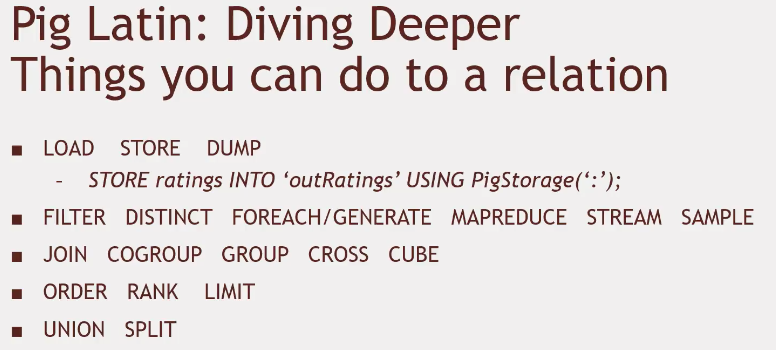 Pig Latin: Diving Deeper
Things you can do to a relation
■ LOAD STORE DUMP
– STORE ratings INTO ‘outRatings’ USING PigStorage(‘:’);
■ FILTER DISTINCT FOREACH/GENERATE MAPREDUCE STREAM SAMPLE
■ JOIN COGROUP GROUP CROSS CUBE
■ ORDER RANK LIMIT
■ UNION SPLIT